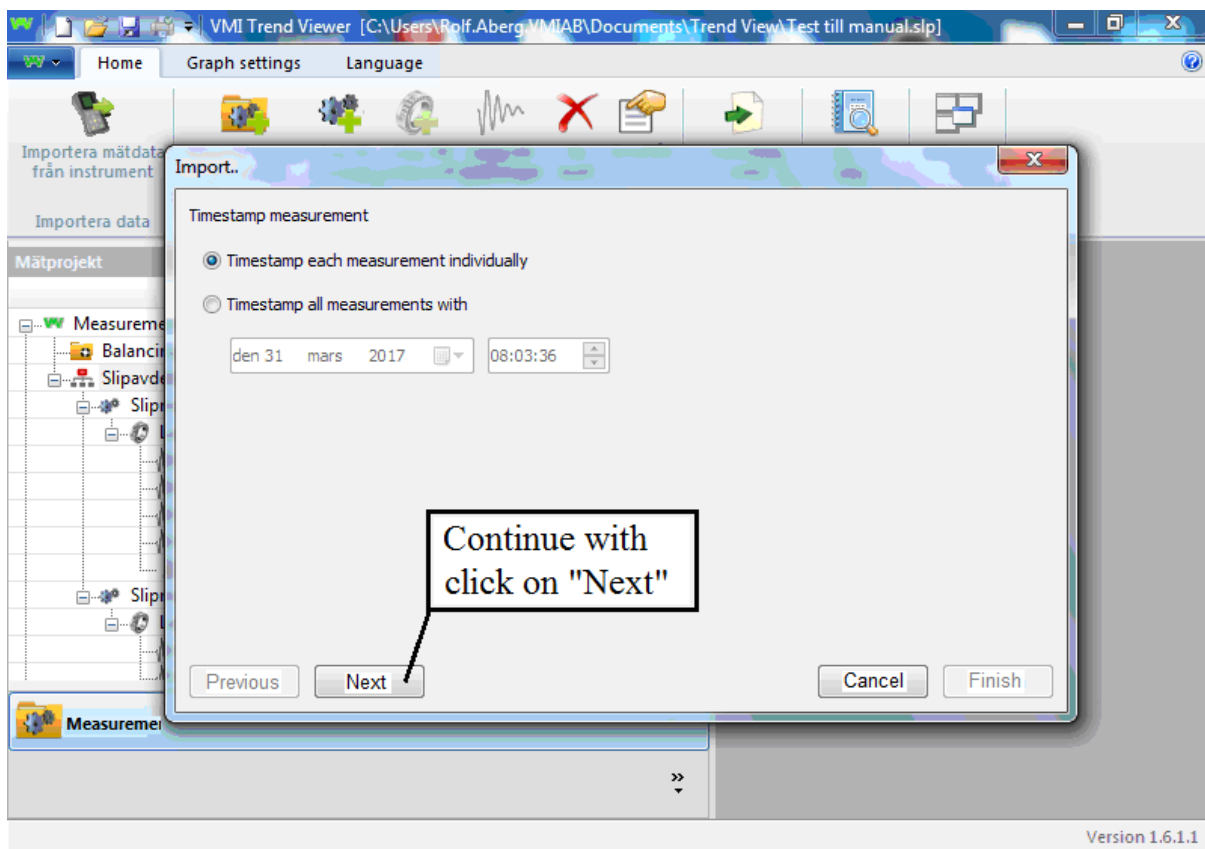 VMI Trend Viewer [C:\Users\Rolf.Aberg.VMIAB\Documents\Trend View\Test till manual.slp]
Home Graph settings Language
Importera mätdata
från instrument
Importera data
Import..
Timestamp measurement
Timestamp each measurement individually
Timestamp all measurements with
den 31 mars 2017 08:03:36
Mätprojekt
Measureme
Balancin
Slipavde
Slipr
L
Slipr
L
Continue with
click on "Next"
Previous Next Cancel Finish
Measuremen
Version 1.6.1.1